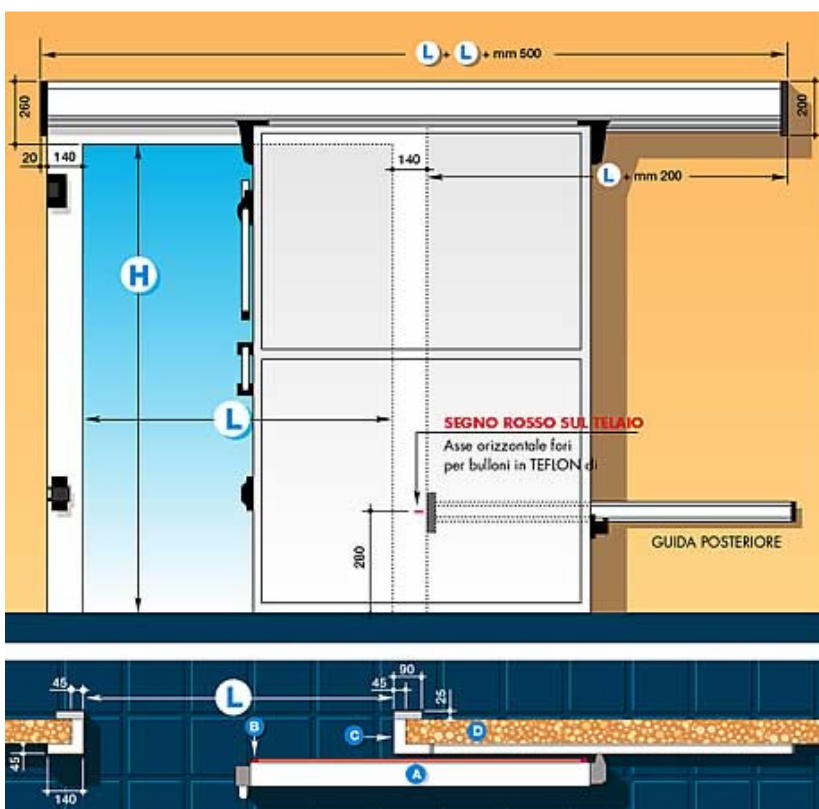 L + L + mm 500
260
200
20 140
140
L + mm 200
H
L
SEGNO ROSSO SUL TELAIO
Asse orizzontale fori
per bulloni in TEFLON di
280
GUIDA POSTERIORE
90
45
L
45
25
B
C
D
45
A
140